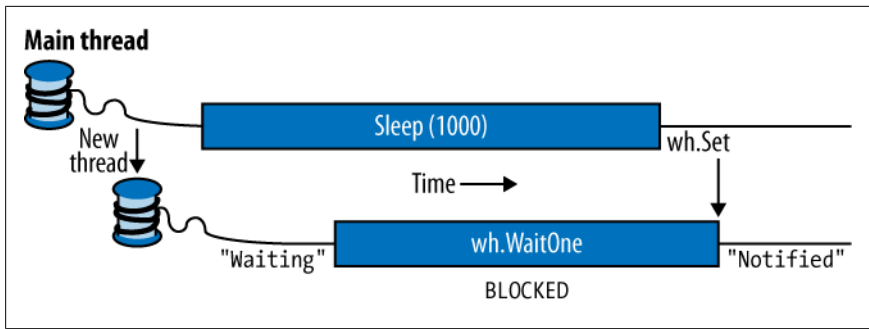 Main thread
Sleep (1000)
New
thread
wh.Set
Time
wh.WaitOne
"Waiting"
"Notified"
BLOCKED